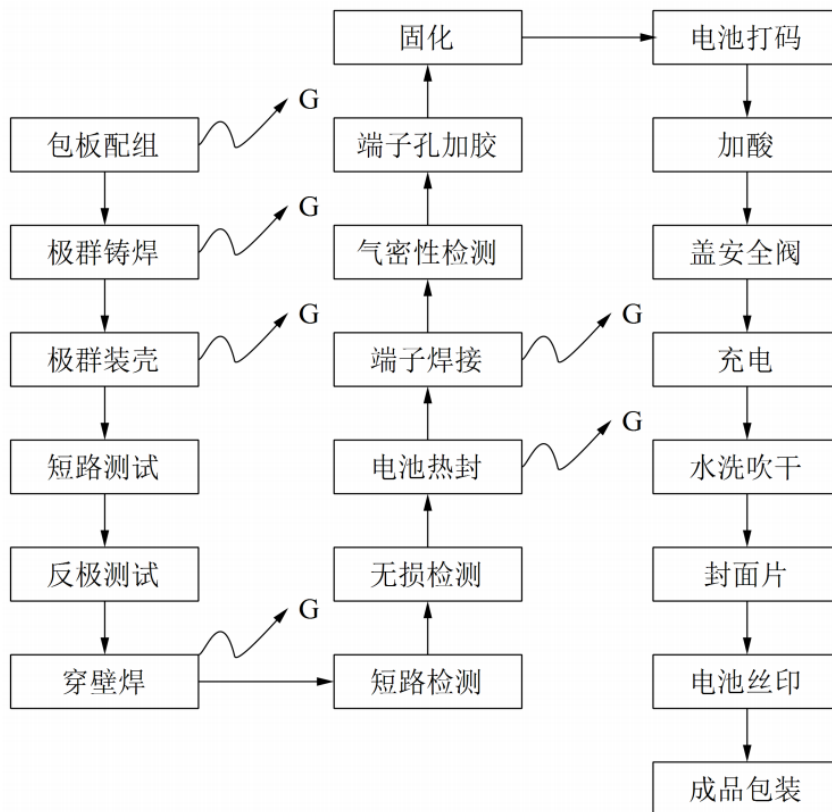 包板配组
G
极群铸焊
G
极群装壳
G
短路测试
反极测试
穿壁焊
G
短路检测
无损检测
电池热封
G
端子焊接
G
气密性检测
端子孔加胶
固化
电池打码
加酸
盖安全阀
充电
水洗吹干
封面片
电池丝印
成品包装